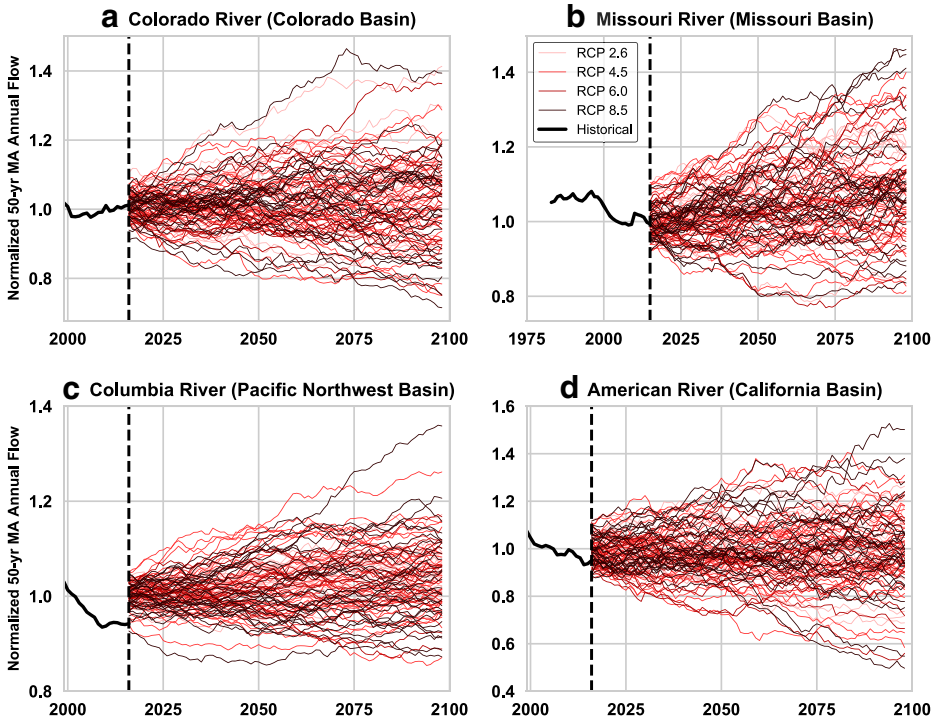 a Colorado River (Colorado Basin)
Normalized 50-yr MA Annual Flow
1.4
1.2
1.0
0.8
2000 2025 2050 2075 2100
b Missouri River (Missouri Basin)
RCP 2.6
RCP 4.5
RCP 6.0
RCP 8.5
Historical
1.4
1.2
1.0
0.8
1975 2000 2025 2050 2075 2100
c Columbia River (Pacific Northwest Basin)
Normalized 50-yr MA Annual Flow
1.4
1.2
1.0
0.8
2000 2025 2050 2075 2100
d American River (California Basin)
1.6
1.4
1.2
1.0
0.8
0.6
0.4
2000 2025 2050 2075 2100